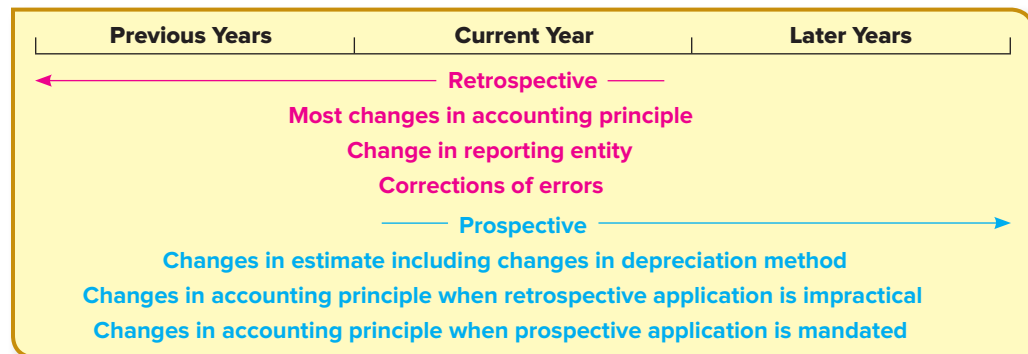 Previous Years Current Year Later Years
Retrospective
Most changes in accounting principle
Change in reporting entity
Corrections of errors
Prospective
Changes in estimate including changes in depreciation method
Changes in accounting principle when retrospective application is impractical
Changes in accounting principle when prospective application is mandated